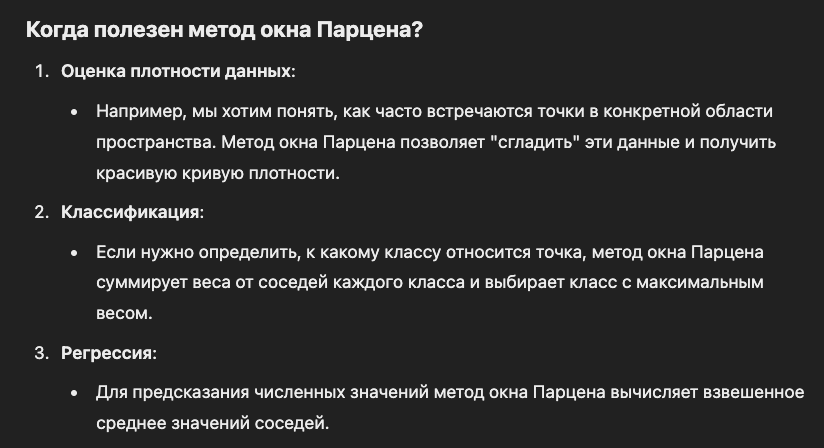 Когда полезен метод окна Парцена?
1. Оценка плотности данных:
• Например, мы хотим понять, как часто встречаются точки в конкретной области
пространства. Метод окна Парцена позволяет "сгладить" эти данные и получить
красивую кривую плотности.
2. Классификация:
• Если нужно определить, к какому классу относится точка, метод окна Парцена
суммирует веса от соседей каждого класса и выбирает класс с максимальным
весом.
3. Регрессия:
• Для предсказания численных значений метод окна Парцена вычисляет взвешенное
среднее значений соседей.